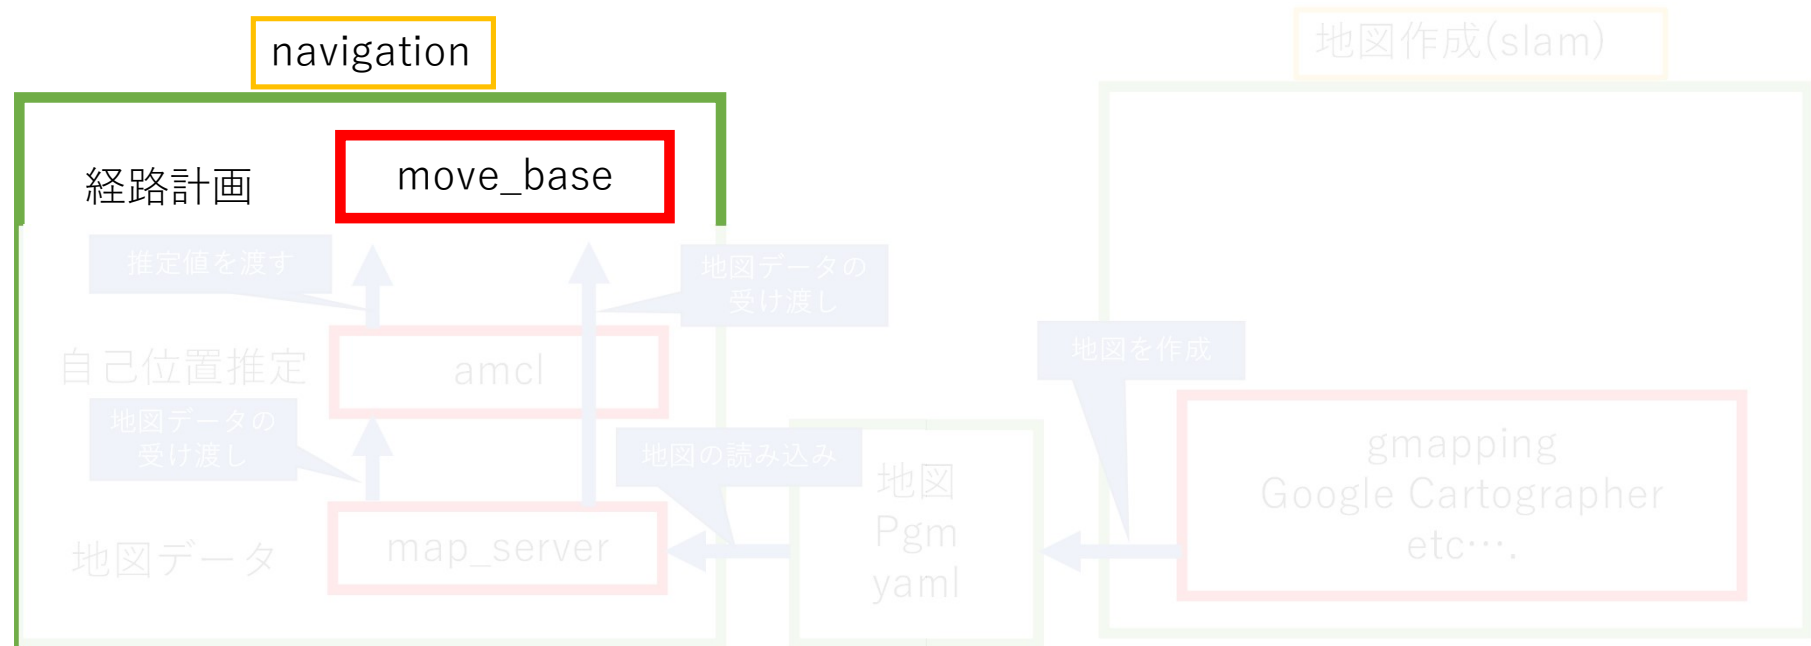 navigation
地図作成(slam)
経路計画
move_base
推定値を渡す
地図データの
受け渡し
自己位置推定
amcl
地図を作成
地図データの
受け渡し
地図の読み込み
地図
Pgm
yaml
gmapping
Google Cartographer
etc….
地図データ
map_server